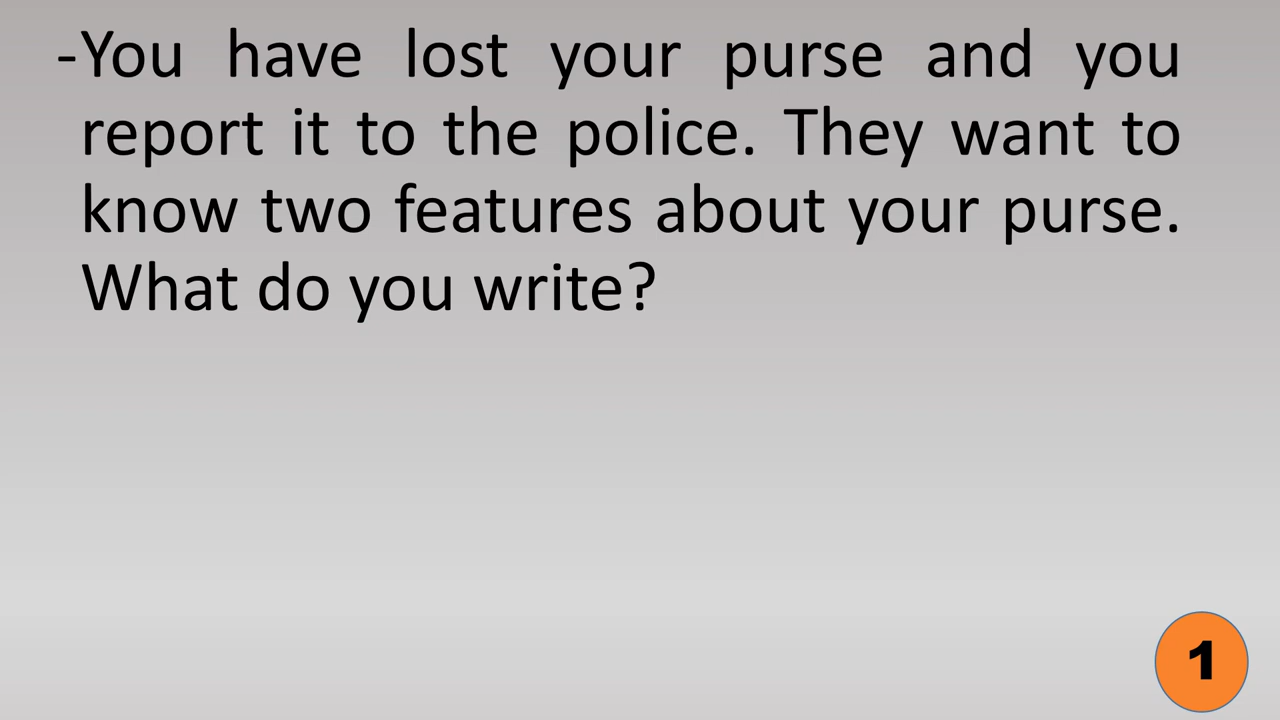 -You have lost your purse and you
report it to the police. They want to
know two features about your purse.
What do you write?
1